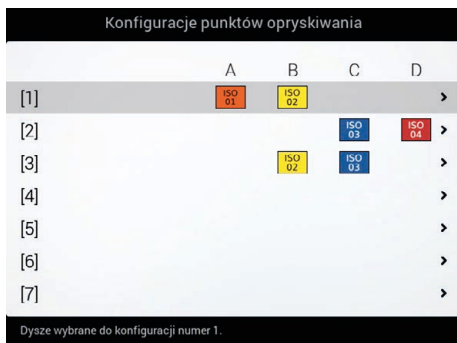 Konfiguracje punktów opryskiwania
A B C D
[1] ISO 01 ISO 02 >
[2] ISO 03 ISO 04 >
[3] ISO 02 ISO 03 >
[4] >
[5] >
[6] >
[7] >
Dysze wybrane do konfiguracji numer 1.